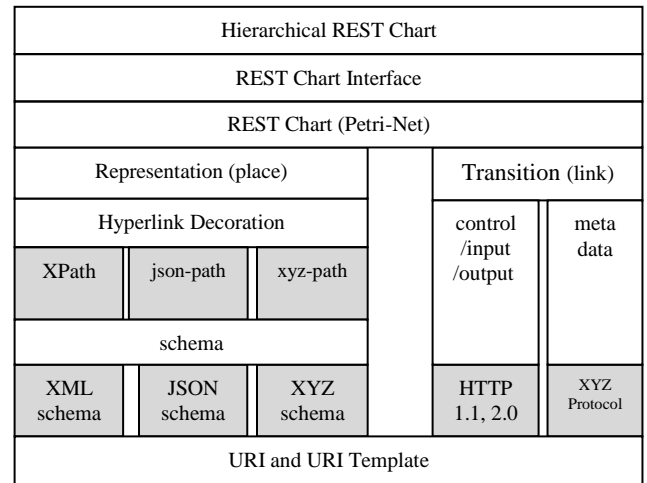 Hierarchical REST Chart
REST Chart Interface
REST Chart (Petri-Net)
Representation (place)
Transition (link)
Hyperlink Decoration
control
/input
/output
meta
data
XPath
json-path
xyz-path
schema
XML
schema
JSON
schema
XYZ
schema
HTTP
1.1, 2.0
XYZ
Protocol
URI and URI Template